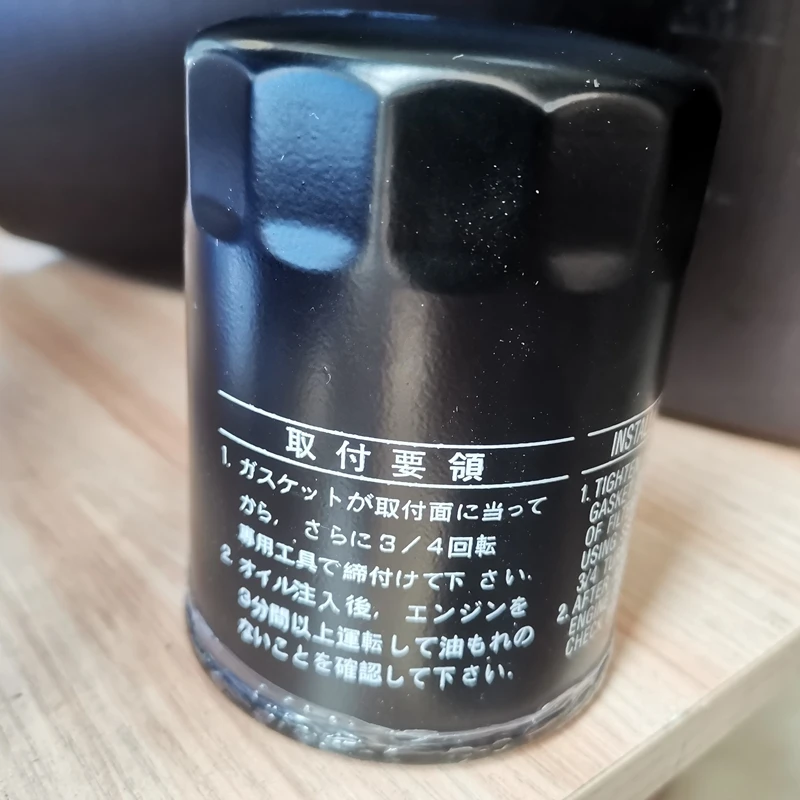 取付要領
1. ガスケットが取付面に当って
から, さらに3/4回転
専用工具で締付けて下さい.
2. オイル注入後, エンジンを
3分間以上運転して油もれの
ないことを確認して下さい.
1. TIGHTE
GASKE
OF FIL
USING
3/4 T
2. AFTE
ENG
CHEC